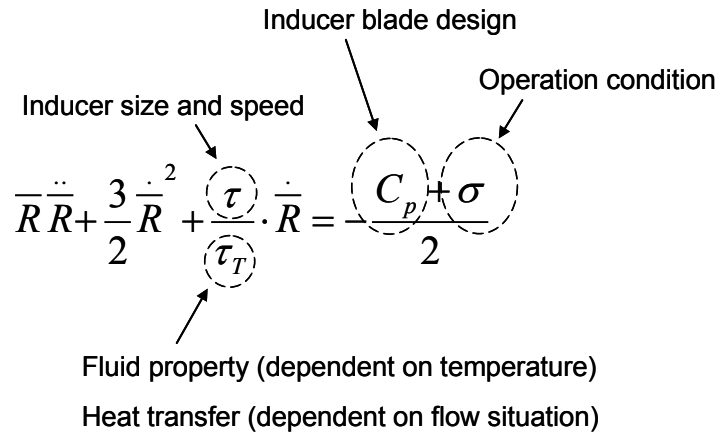 Inducer blade design
Operation condition
Inducer size and speed
R̅ R̅̈ + 3/2 R̅̇² + τ/τ_T · R̅̇ = − (C_p + σ)/2
Fluid property (dependent on temperature)
Heat transfer (dependent on flow situation)